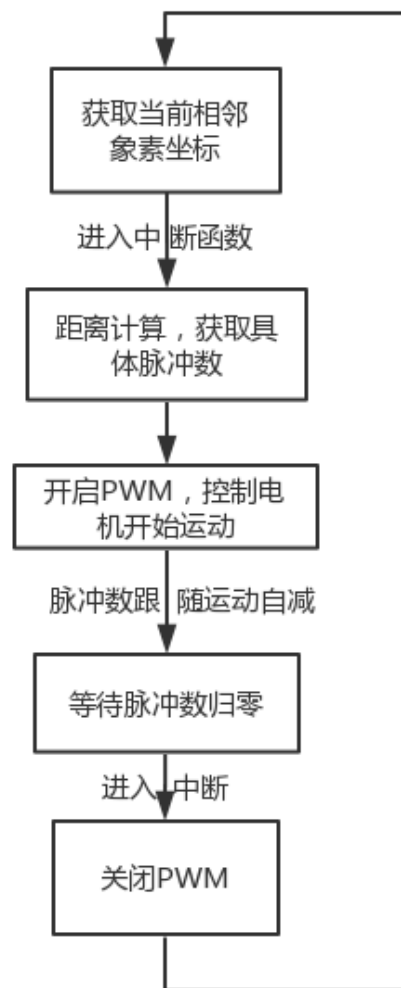 获取当前相邻
象素坐标
进入中 断函数
距离计算，获取具
体脉冲数
开启PWM，控制电
机开始运动
脉冲数跟 随运动自减
等待脉冲数归零
进入 中断
关闭PWM